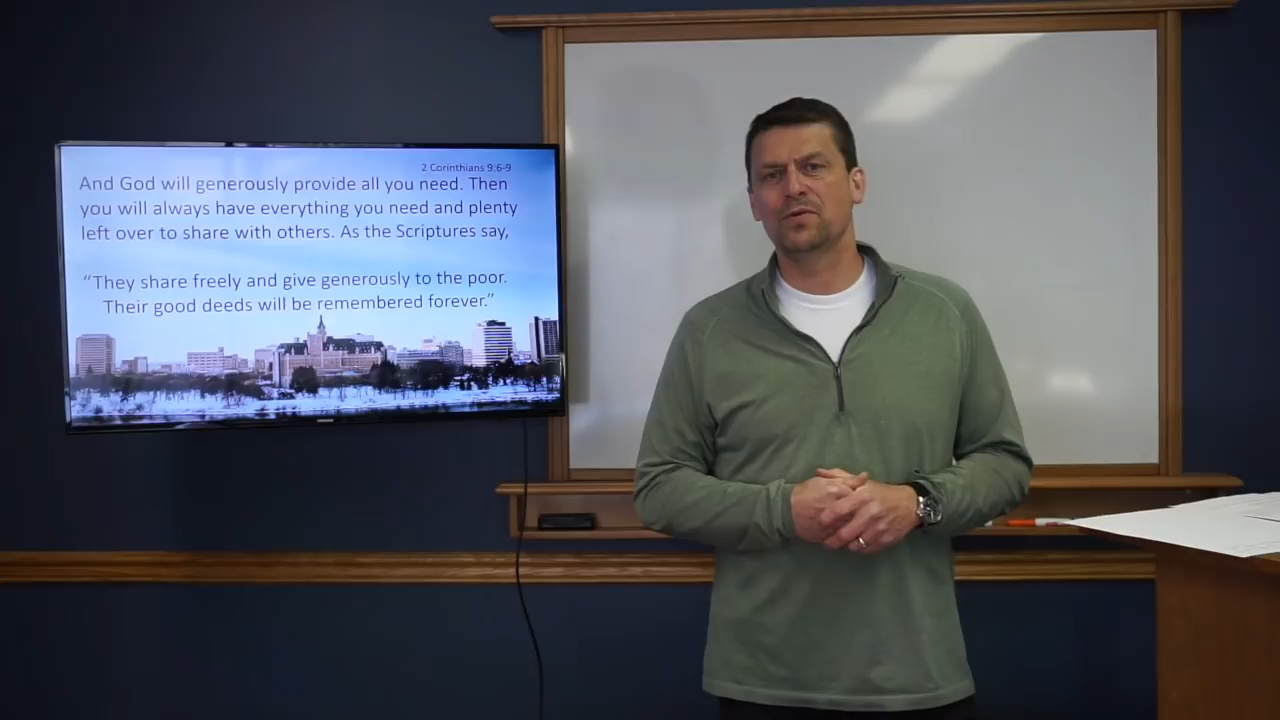 2 Corinthians 9:6-9
And God will generously provide all you need. Then
you will always have everything you need and plenty
left over to share with others. As the Scriptures say,
“They share freely and give generously to the poor.
Their good deeds will be remembered forever.”